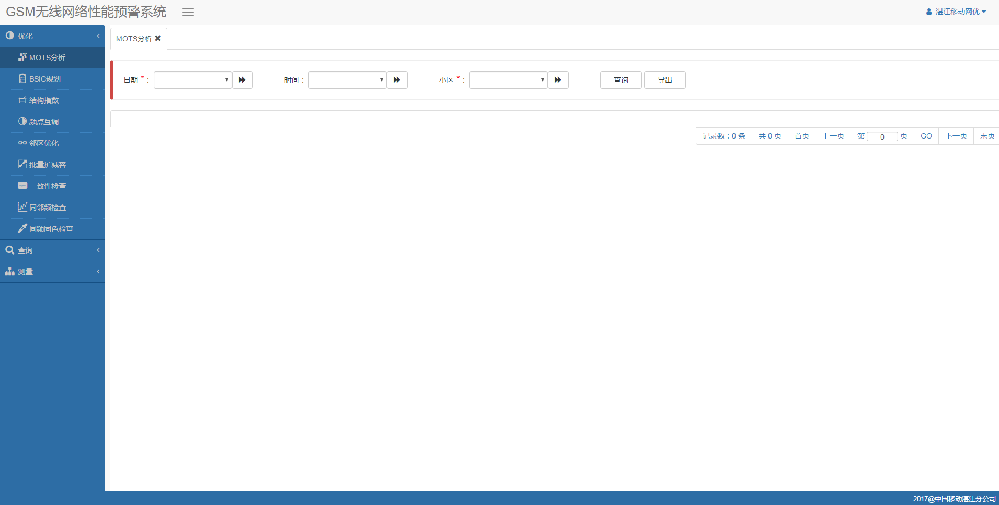 GSM无线网络性能预警系统
湛江移动网优
优化
MOTS分析
BSIC规划
结构指数
频点互调
邻区优化
批量扩减容
一致性检查
同邻频检查
同频同色检查
查询
测量
MOTS分析
日期 * : 时间 : 小区 * : 查询 导出
记录数 : 0 条 共 0 页 首页 上一页 第 0 页 GO 下一页 末页
2017@中国移动湛江分公司